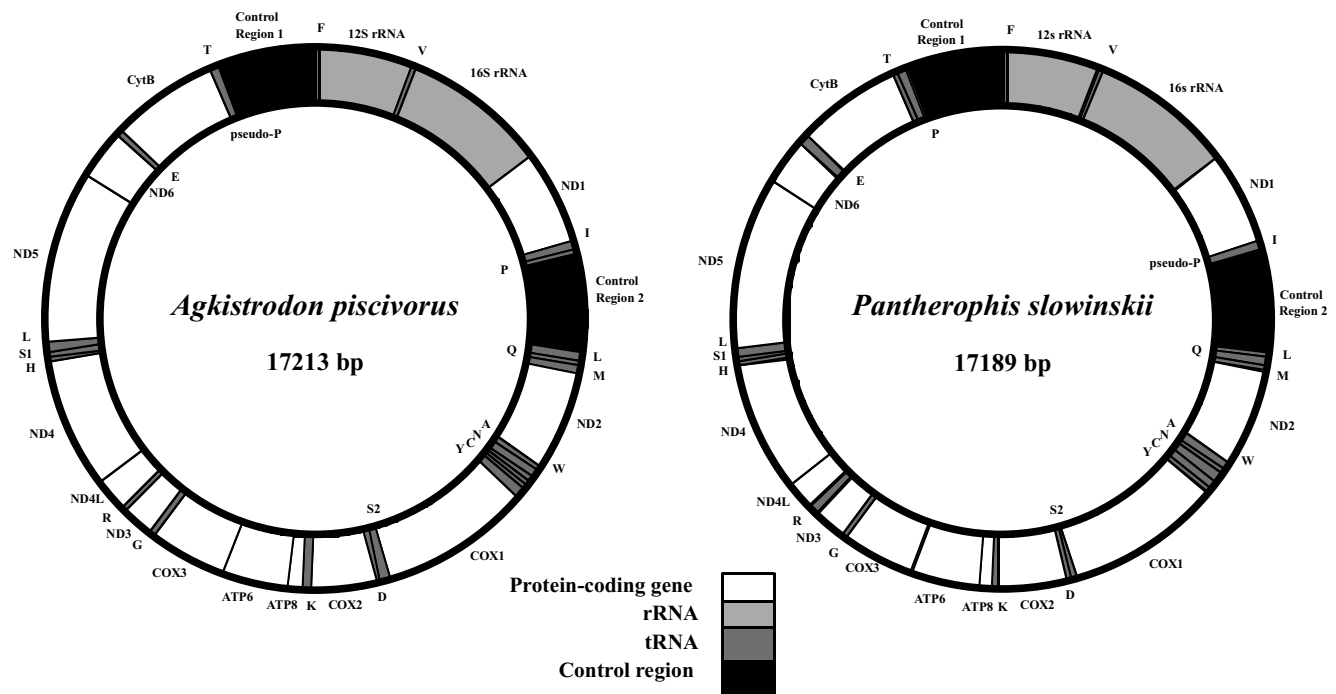 Control
Region 1
F
12S rRNA
V
16S rRNA
T
CytB
pseudo-P
E
ND6
ND1
I
P
ND5
Control
Region 2
Agkistrodon piscivorus
17213 bp
L
S1
H
Q
L
M
ND4
ND2
A
N
C
Y
W
ND4L
R
ND3
G
S2
COX3
COX1
ATP6
ATP8
K
COX2
D
Control
Region 1
F
12s rRNA
V
16s rRNA
T
CytB
P
E
ND6
ND1
I
pseudo-P
ND5
Control
Region 2
Pantherophis slowinskii
17189 bp
L
S1
H
Q
L
M
ND4
ND2
A
N
C
Y
W
ND4L
R
ND3
G
S2
COX3
COX1
ATP6
ATP8
K
COX2
D
Protein-coding gene
rRNA
tRNA
Control region